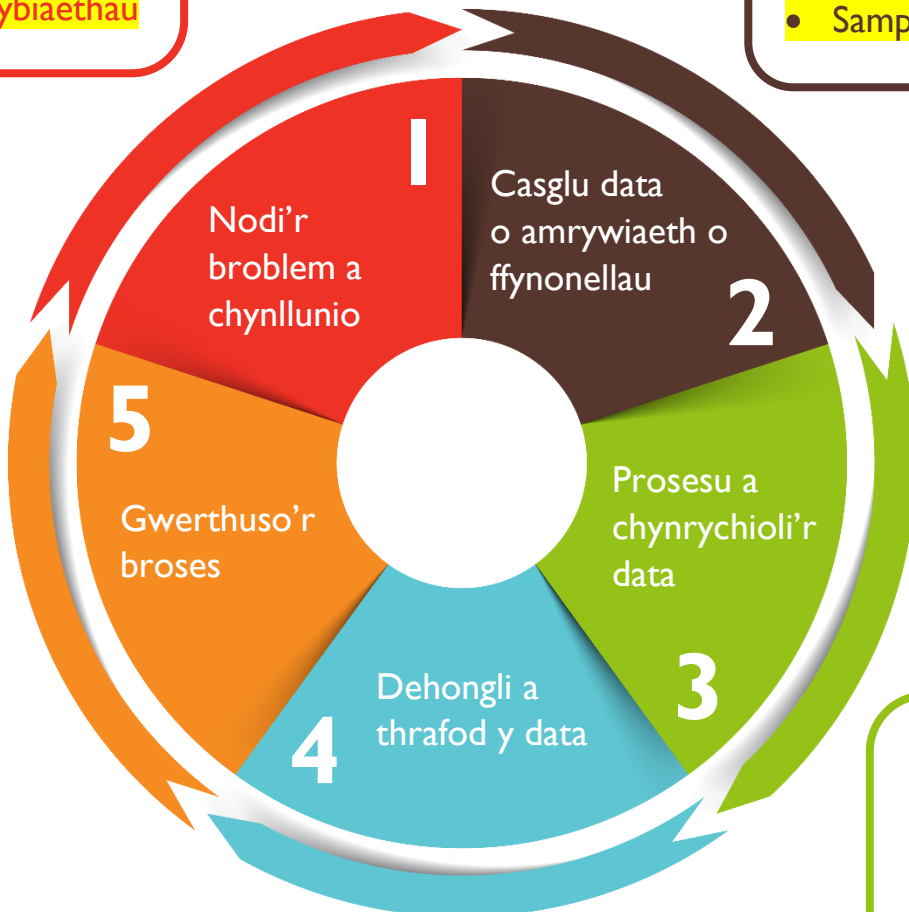 • Samp
1
Nodi'r
broblem a
chynllunio
Casglu data
o amrywiaeth o
ffynonellau
2
Prosesu a
chynrychioli'r
data
3
Dehongli a
thrafod y data
4
5
Gwerthuso'r
broses